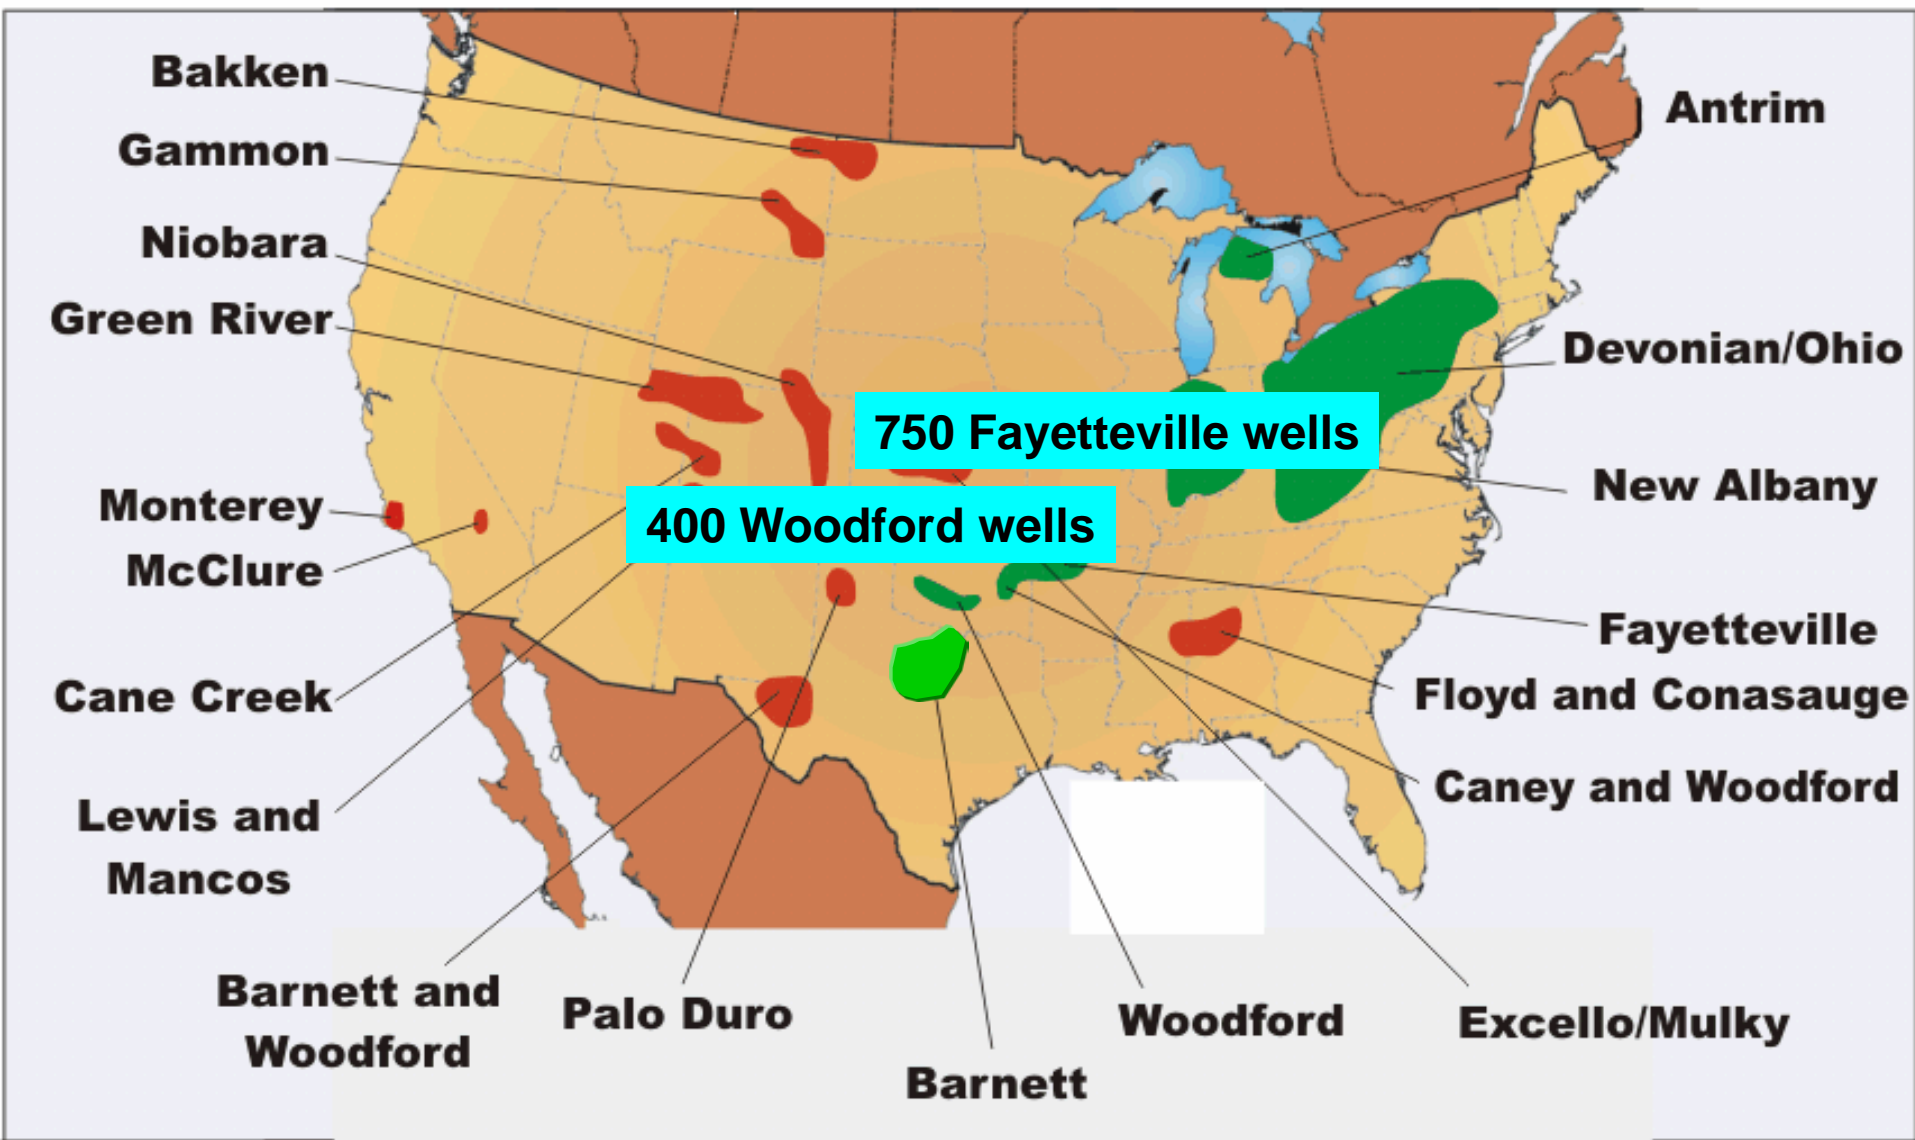 Bakken
Gammon
Niobara
Green River
Monterey
McClure
Cane Creek
Lewis and
Mancos
Barnett and
Woodford
Palo Duro
Barnett
Woodford
Excello/Mulky
Caney and Woodford
Floyd and Conasauge
Fayetteville
New Albany
Devonian/Ohio
Antrim
750 Fayetteville wells
400 Woodford wells